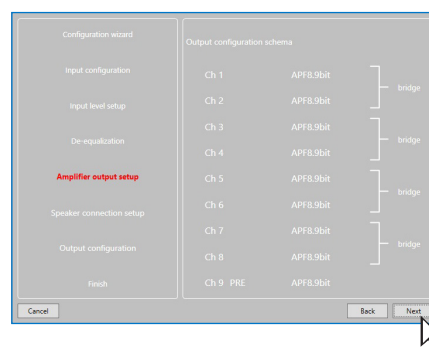 Configuration wizard
Input configuration
Input level setup
De-equalization
Amplifier output setup
Speaker connection setup
Output configuration
Finish
Output configuration schema
Ch 1 APF8.9bit
Ch 2 APF8.9bit
bridge
Ch 3 APF8.9bit
Ch 4 APF8.9bit
bridge
Ch 5 APF8.9bit
Ch 6 APF8.9bit
bridge
Ch 7 APF8.9bit
Ch 8 APF8.9bit
bridge
Ch 9 PRE APF8.9bit
Cancel Back Next